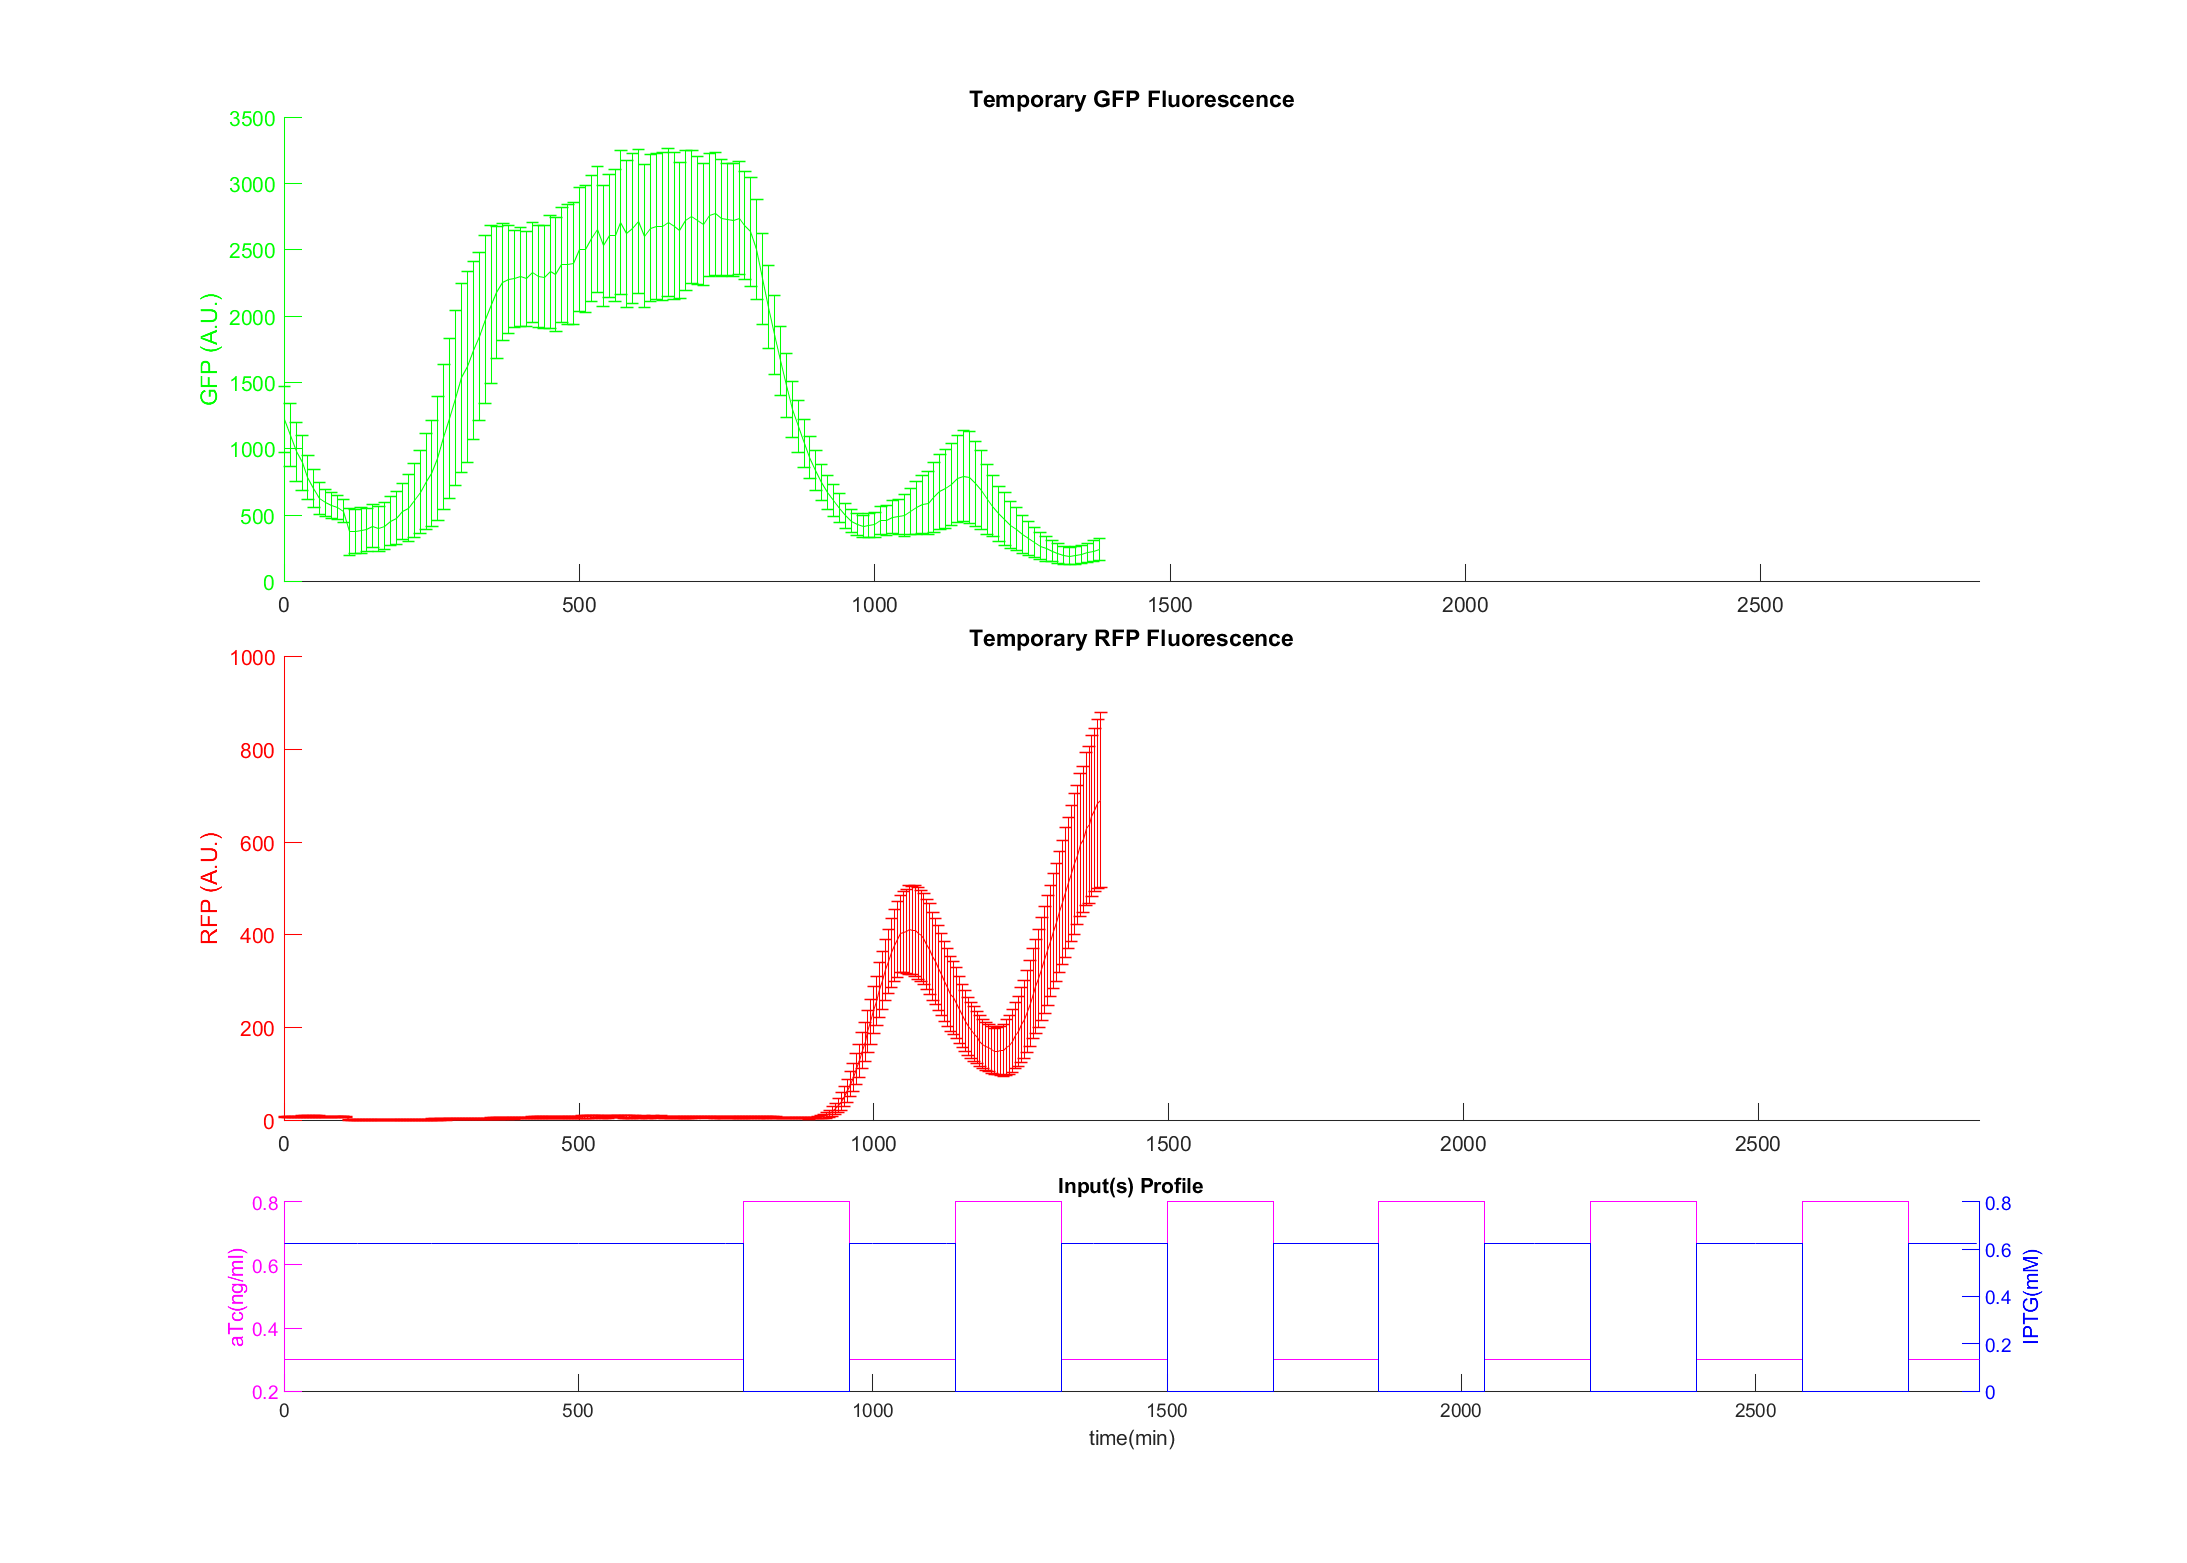 Temporary GFP Fluorescence
GFP (A.U.)
3500
3000
2500
2000
1500
1000
500
0
0 500 1000 1500 2000 2500
Temporary RFP Fluorescence
RFP (A.U.)
1000
800
600
400
200
0
0 500 1000 1500 2000 2500
Input(s) Profile
aTc(ng/ml)
0.8
0.6
0.4
0.2
0.8
0.6
0.4
0.2
0
IPTG(mM)
0 500 1000 1500 2000 2500
time(min)